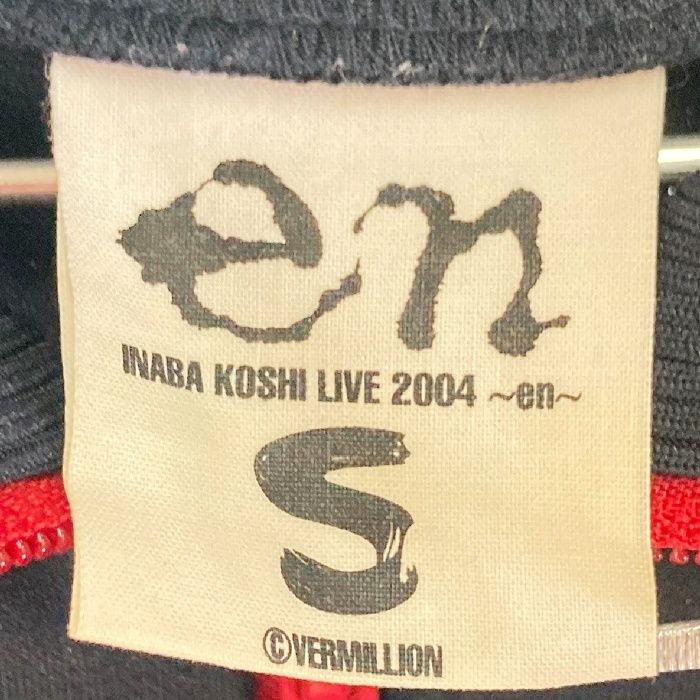 en
INABA KOSHI LIVE 2004 ~en~
S
©VERMILLION